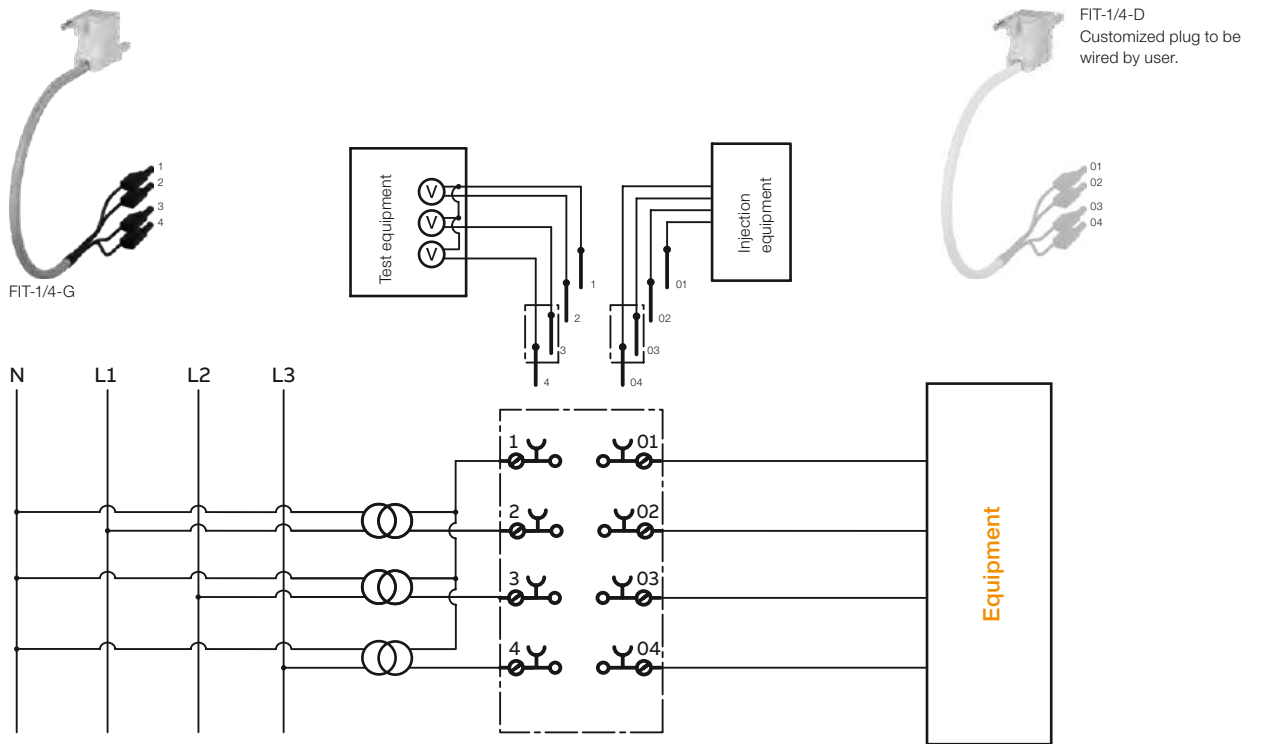 FIT-1/4-D
Customized plug to be
wired by user.
1
2
3
4
01
02
03
04
FIT-1/4-G
Test equipment
V
V
V
Injection
equipment
1
2
3
4
01
02
03
04
N L1 L2 L3
1 01
2 02
3 03
4 04
Equipment